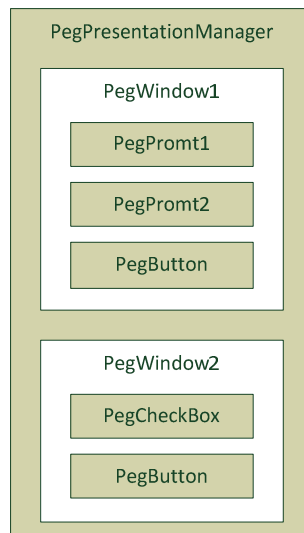 PegPresentationManager
PegWindow1
PegPromt1
PegPromt2
PegButton
PegWindow2
PegCheckBox
PegButton